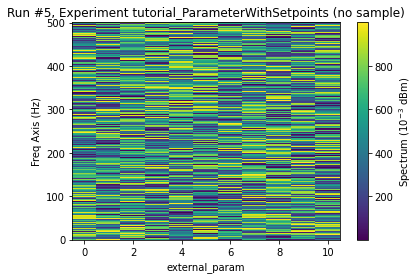 Run #5, Experiment tutorial_ParameterWithSetpoints (no sample)
500
400
300
200
100
0
Freq Axis (Hz)
0 2 4 6 8 10
external_param
800
600
400
200
Spectrum (10⁻³ dBm)